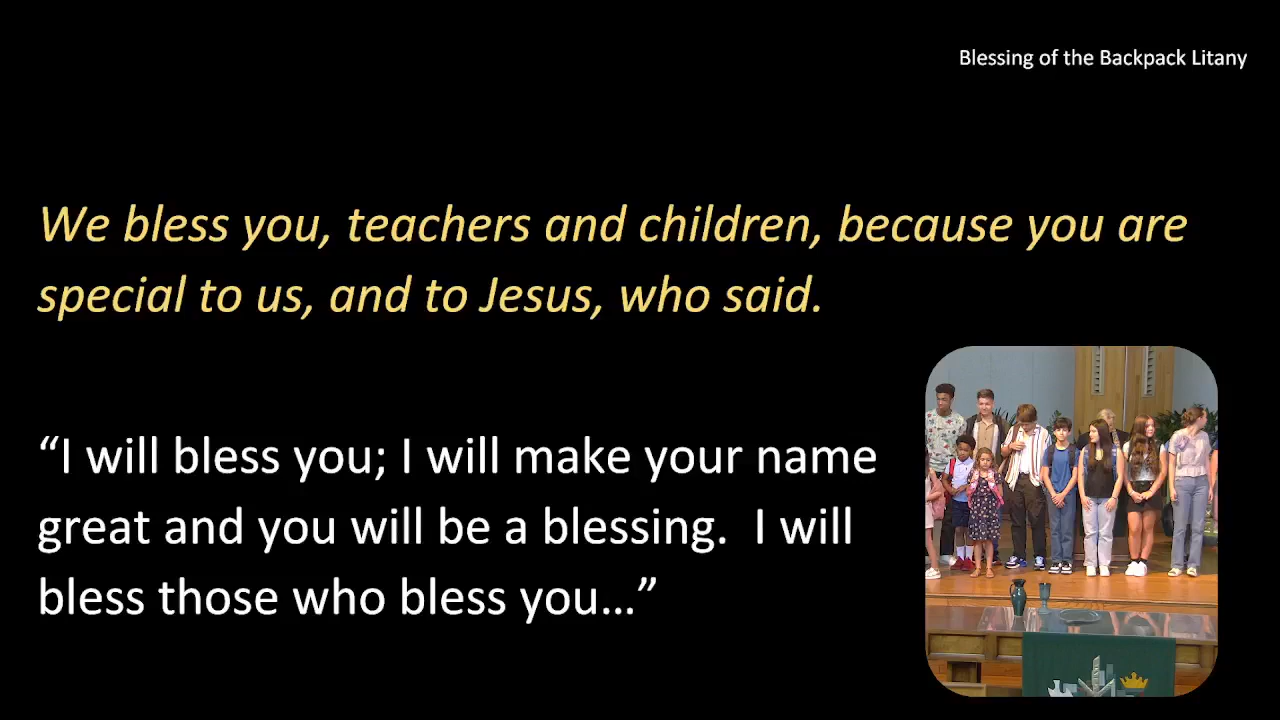 Blessing of the Backpack Litany
We bless you, teachers and children, because you are
special to us, and to Jesus, who said.
“I will bless you; I will make your name
great and you will be a blessing.  I will
bless those who bless you…”